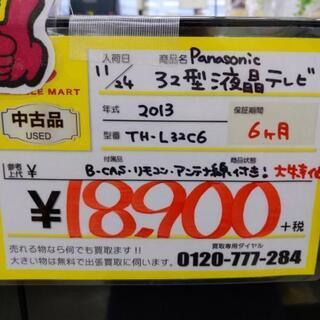 入荷日 11/24
商品名 Panasonic
32型液晶テレビ
LE MART
中古品
USED
年式 2013
保証期間
型番 TH-L32C6
6ヶ月
参考上代 ¥
付属品
商品状態
B-CAS・リモコン・アンテナ線付き!
¥18,900
+税
売れる物なら何でも買取ます!!
大きい物は無料で出張買取に伺います。
買取専用ダイヤル
0120-777-284